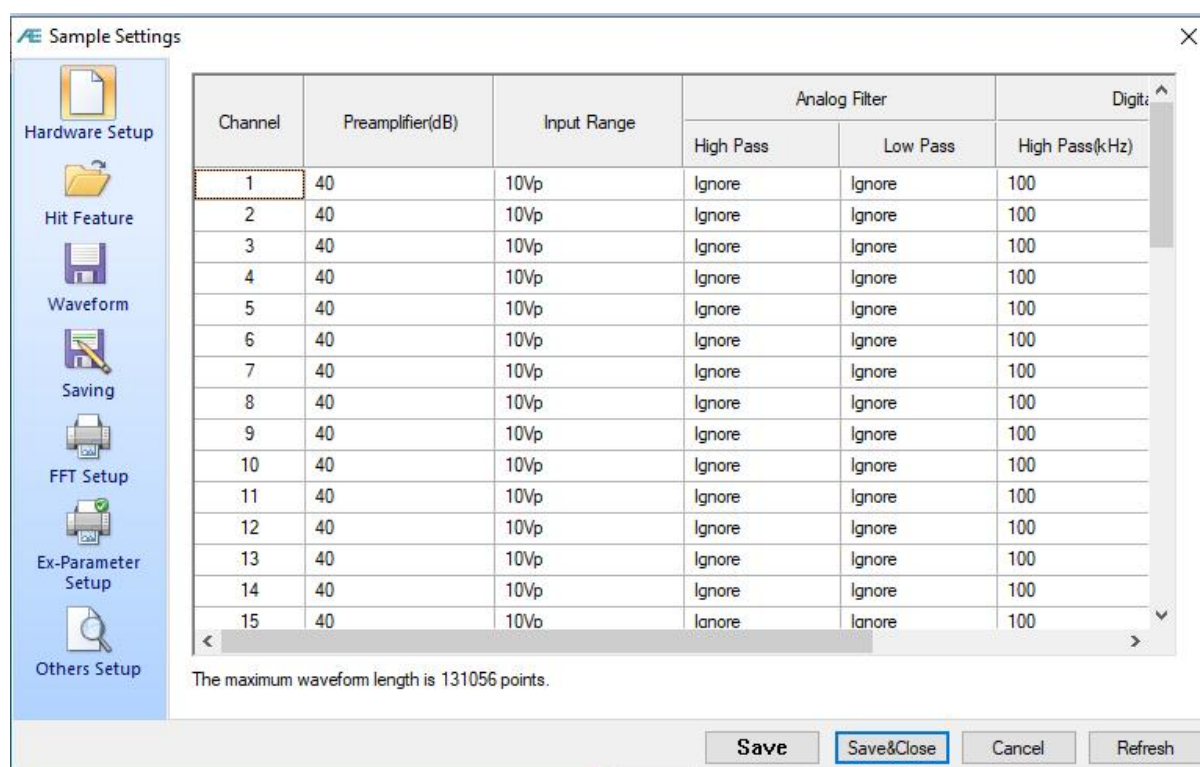 Æ Sample Settings
Hardware Setup
Hit Feature
Waveform
Saving
FFT Setup
Ex-Parameter
Setup
Others Setup
Channel Preamplifier(dB) Input Range Analog Filter Digita
High Pass Low Pass High Pass(kHz)
1 40 10Vp Ignore Ignore 100
2 40 10Vp Ignore Ignore 100
3 40 10Vp Ignore Ignore 100
4 40 10Vp Ignore Ignore 100
5 40 10Vp Ignore Ignore 100
6 40 10Vp Ignore Ignore 100
7 40 10Vp Ignore Ignore 100
8 40 10Vp Ignore Ignore 100
9 40 10Vp Ignore Ignore 100
10 40 10Vp Ignore Ignore 100
11 40 10Vp Ignore Ignore 100
12 40 10Vp Ignore Ignore 100
13 40 10Vp Ignore Ignore 100
14 40 10Vp Ignore Ignore 100
15 40 10Vp Ignore Ignore 100
The maximum waveform length is 131056 points.
Save Save&Close Cancel Refresh